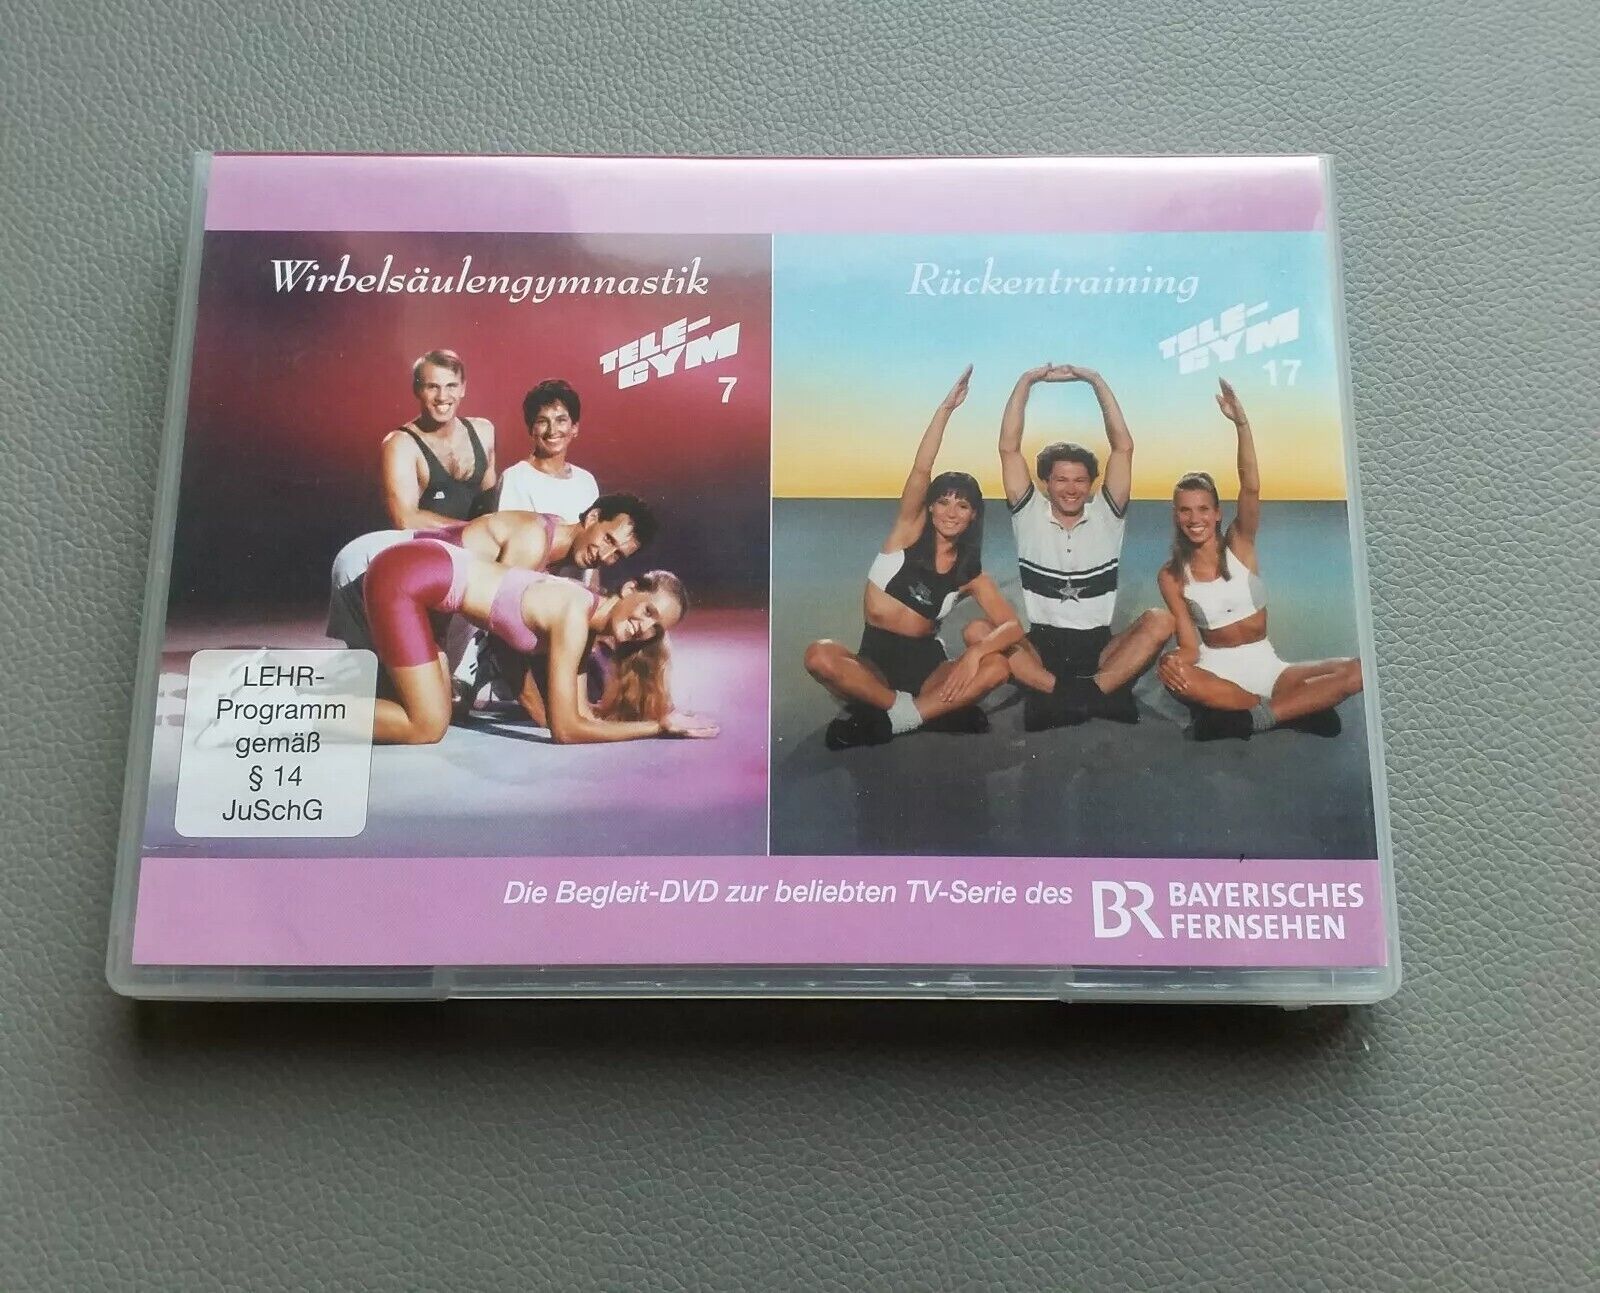 Wirbelsäulengymnastik
TELE-
GYM
7
Rückentraining
TELE-
GYM
17
LEHR-
Programm
gemäß
§ 14
JuSchG
Die Begleit-DVD zur beliebten TV-Serie des
BR BAYERISCHES
FERNSEHEN